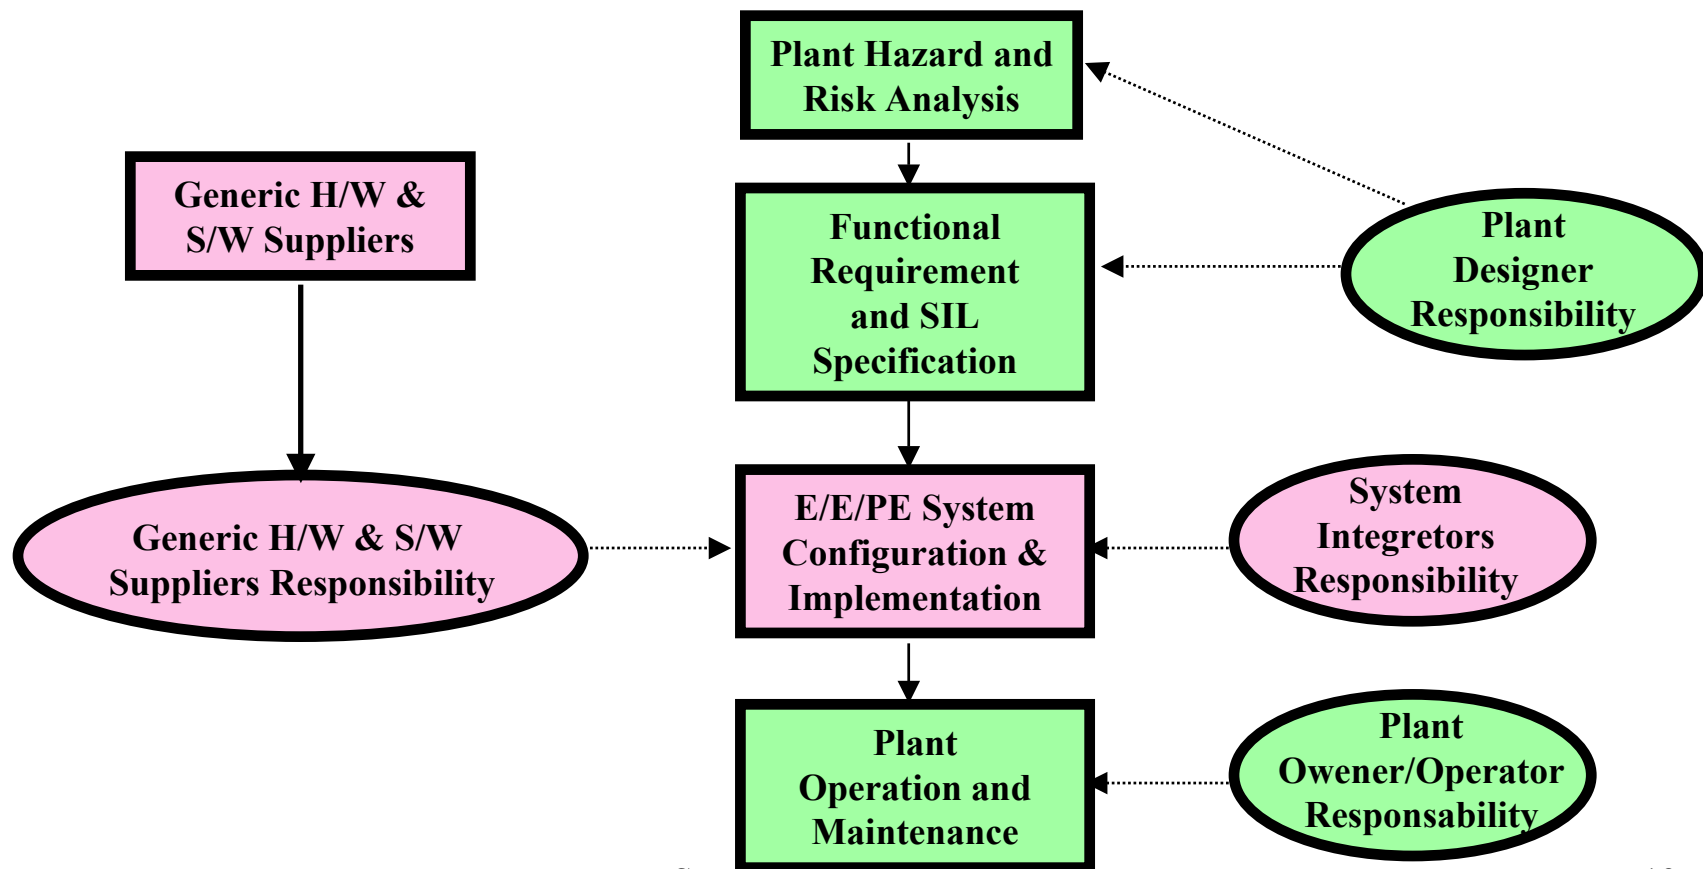 Plant Hazard and
Risk Analysis
Generic H/W &
S/W Suppliers
Functional
Requirement
and SIL
Specification
Plant
Designer
Responsibility
Generic H/W & S/W
Suppliers Responsibility
E/E/PE System
Configuration &
Implementation
System
Integretors
Responsibility
Plant
Operation and
Maintenance
Plant
Owener/Operator
Responsability